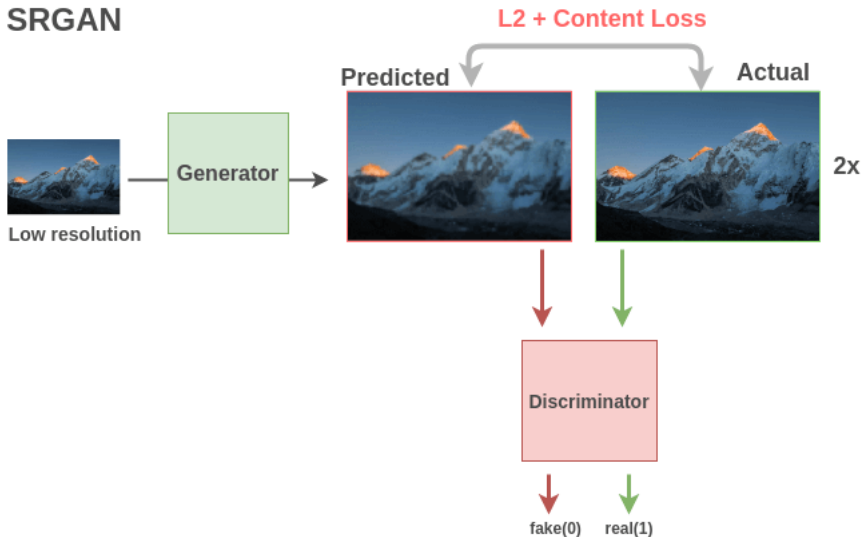 SRGAN
L2 + Content Loss
Predicted
Actual
Generator
2x
Low resolution
Discriminator
fake(0)
real(1)